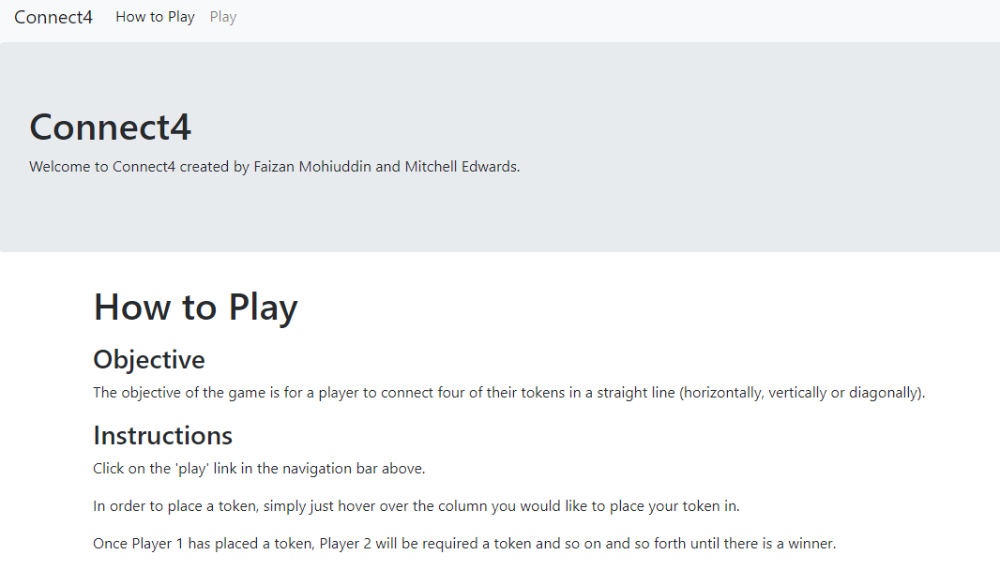 Connect4 How to Play Play
Connect4
Welcome to Connect4 created by Faizan Mohiuddin and Mitchell Edwards.
How to Play
Objective
The objective of the game is for a player to connect four of their tokens in a straight line (horizontally, vertically or diagonally).
Instructions
Click on the 'play' link in the navigation bar above.
In order to place a token, simply just hover over the column you would like to place your token in.
Once Player 1 has placed a token, Player 2 will be required a token and so on and so forth until there is a winner.